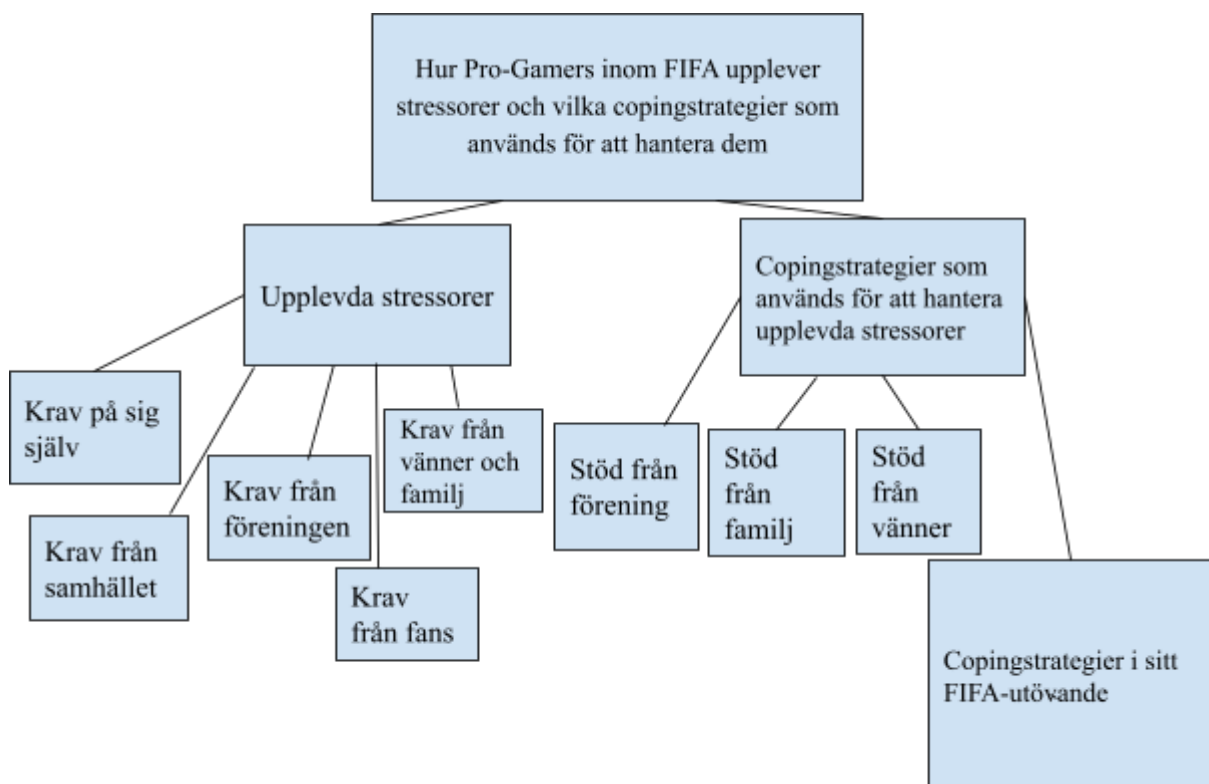 Hur Pro-Gamers inom FIFA upplever
stressorer och vilka copingstrategier som
används för att hantera dem
Upplevda stressorer
Copingstrategier som
används för att hantera
upplevda stressorer
Krav på sig
själv
Krav från
samhället
Krav från
föreningen
Krav
från fans
Krav från
vänner och
familj
Stöd från
förening
Stöd
från
familj
Stöd
från
vänner
Copingstrategier i sitt
FIFA-utövande